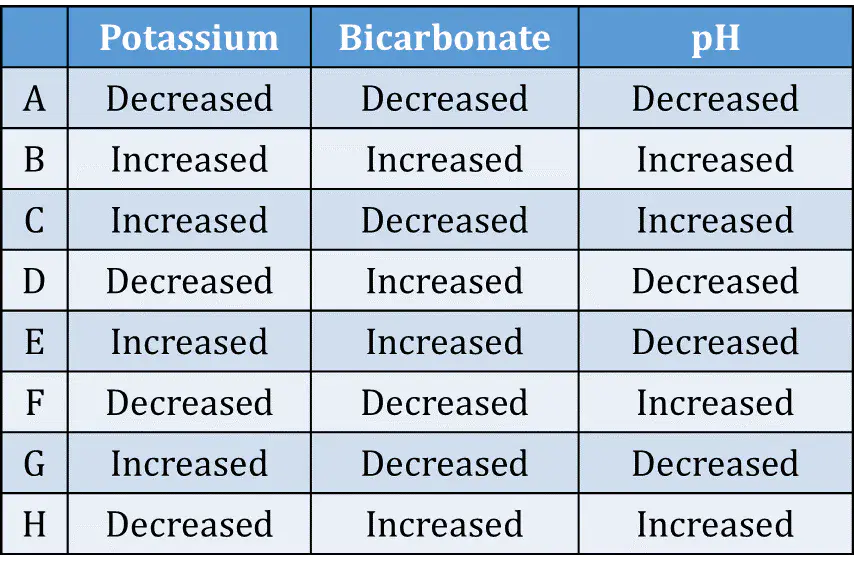 Potassium Bicarbonate pH
A Decreased Decreased Decreased
B Increased Increased Increased
C Increased Decreased Increased
D Decreased Increased Decreased
E Increased Increased Decreased
F Decreased Decreased Increased
G Increased Decreased Decreased
H Decreased Increased Increased